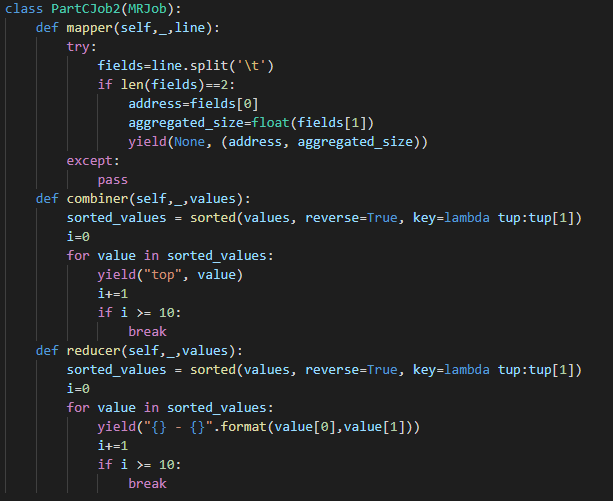 class PartCJob2(MRJob):
    def mapper(self,_,line):
        try:
            fields=line.split('\t')
            if len(fields)==2:
                address=fields[0]
                aggregated_size=float(fields[1])
                yield(None, (address, aggregated_size))
        except:
            pass
    def combiner(self,_,values):
        sorted_values = sorted(values, reverse=True, key=lambda tup:tup[1])
        i=0
        for value in sorted_values:
            yield("top", value)
            i+=1
            if i >= 10:
                break
    def reducer(self,_,values):
        sorted_values = sorted(values, reverse=True, key=lambda tup:tup[1])
        i=0
        for value in sorted_values:
            yield("{} - {}".format(value[0],value[1]))
            i+=1
            if i >= 10:
                break